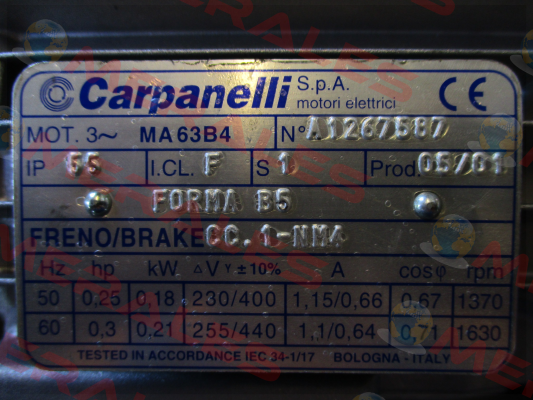 Carpanelli S.p.A.
motori elettrici
CE
MOT. 3~ MA63B4 N° A1267587
IP 55 I.CL. F S 1 Prod. 05/01
FORMA B5
FRENO/BRAKE CC. 1-NM4
Hz hp kW △ V Y ± 10% A cosφ rpm
50 0,25 0,18 230/400 1,15/0,66 0,67 1370
60 0,3 0.21 255/440 1,1/0,64 0,71 1630
TESTED IN ACCORDANCE IEC 34-1/17 BOLOGNA - ITALY